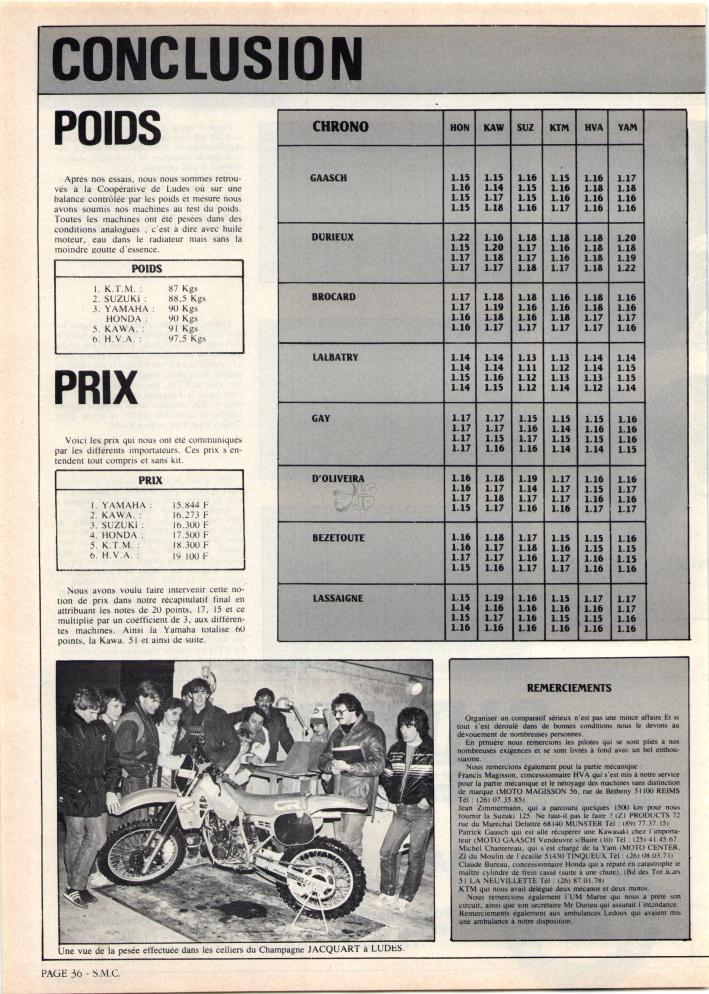 CONCLUSION
POIDS
Après nos essais, nous nous sommes retrou-
vés à la Coopérative de Ludes où sur une
balance contrôlée par les poids et mesure nous
avons soumis nos machines au test du poids.
Toutes les machines ont été pesées dans des
conditions analogues , c'est à dire avec huile
moteur, eau dans le radiateur mais sans la
moindre goutte d'essence.
POIDS
1. K.T.M. : 87 Kgs
2. SUZUKI : 88,5 Kgs
3. YAMAHA : 90 Kgs
HONDA : 90 Kgs
5. KAWA. : 91 Kgs
6. H.V.A. : 97,5 Kgs
PRIX
Voici les prix qui nous ont été communiqués
par les différents importateurs. Ces prix s'en-
tendent tout compris et sans kit.
PRIX
1. YAMAHA : 15.844 F
2. KAWA. : 16.273 F
3. SUZUKI : 16.300 F
4. HONDA : 17.500 F
5. K.T.M. : 18.300 F
6. H.V.A. : 19 100 F
Nous avons voulu faire intervenir cette no-
tion de prix dans notre récapitulatif final en
attribuant les notes de 20 points, 17, 15 et ce
multiplié par un coéfficient de 3, aux différen-
tes machines. Ainsi la Yamaha totalise 60
points, la Kawa. 51 et ainsi de suite.
CHRONO HON KAW SUZ KTM HVA YAM
GAASCH 1.15 1.15 1.16 1.15 1.16 1.17
1.16 1.14 1.15 1.16 1.18 1.18
1.15 1.17 1.15 1.16 1.16 1.16
1.15 1.18 1.16 1.17 1.16 1.16
DURIEUX 1.22 1.16 1.18 1.18 1.18 1.20
1.15 1.20 1.17 1.16 1.18 1.18
1.17 1.18 1.17 1.16 1.18 1.19
1.17 1.17 1.18 1.17 1.18 1.22
BROCARD 1.17 1.18 1.18 1.16 1.18 1.16
1.17 1.19 1.16 1.16 1.18 1.16
1.16 1.18 1.16 1.18 1.17 1.17
1.16 1.17 1.17 1.17 1.17 1.16
LALBATRY 1.14 1.14 1.13 1.13 1.14 1.14
1.14 1.14 1.11 1.12 1.14 1.15
1.15 1.16 1.12 1.13 1.13 1.15
1.14 1.15 1.12 1.14 1.12 1.14
GAY 1.17 1.17 1.15 1.15 1.15 1.16
1.17 1.17 1.16 1.14 1.16 1.16
1.17 1.15 1.17 1.15 1.15 1.16
1.17 1.16 1.16 1.14 1.14 1.15
D'OLIVEIRA 1.16 1.18 1.19 1.17 1.16 1.16
1.16 1.17 1.14 1.17 1.15 1.17
1.17 1.18 1.17 1.17 1.16 1.16
1.15 1.17 1.16 1.16 1.17 1.17
BEZETOUTE 1.16 1.18 1.17 1.15 1.15 1.16
1.16 1.17 1.18 1.16 1.15 1.15
1.17 1.17 1.16 1.17 1.15 1.15
1.15 1.16 1.17 1.17 1.16 1.16
LASSAIGNE 1.15 1.19 1.16 1.15 1.17 1.17
1.14 1.16 1.16 1.16 1.16 1.17
1.15 1.17 1.16 1.15 1.15 1.16
1.16 1.16 1.16 1.16 1.16 1.16
Une vue de la pesée effectuée dans les celliers du Champagne JACQUART à LUDES.
REMERCIEMENTS
Organiser un comparatif sérieux n'est pas une mince affaire Et si
tout s'est déroulé dans de bonnes conditions nous le devons au
dévouement de nombreuses personnes.
En prmière nous remercions les pilotes qui se sont pliés a nos
nombreuses exigences et se sont livrés à fond avec un bel enthou-
siasme.
Nous remercions également pour la partie mécanique :
Francis Magisson, concessionnaire HVA qui s'est mis à notre service
pour la partie mécanique et le nétoyage des machines sans distinction
de marque (MOTO MAGISSON 56, rue de Bétheny 51100 REIMS
Tél : (26) 07.35.85).
Jean Zimmermann, qui a parcouru quelques 1500 km pour nous
fournir la Suzuki 125. Ne faut-il pas le faire ? (Z1 PRODUCTS 72
rue du Maréchal Delattre 68140 MUNSTER Tél : (89) 77.37.15)
Patrick Gaasch qui est allé récupérer une Kawasaki chez l'importa-
teur (MOTO GAASCH Vendeuvre s/Baire (10) Tél : (25) 41.45.67.
Michel Chantereau, qui s'est chargé de la Yam (MOTO CENTER,
ZI du Moulin de l'écaille 51430 TINQUEUX Tél : (26) 08.03.71)
Claude Bureau, concessionnaire Honda qui a réparé en catastrophe le
maître cylindre de frein cassé (suite à une chute), (Bd des
51 LA NEUVILLETTE Tél : (26) 87.01.78)
KTM qui nous avait délégué deux mécanos et deux motos.
Nous remercions également l'UM Marne qui nous a prété son
circuit, ainsi que son secrétaire Mr Durieu qui assurait l'intendance.
Remerciements également aux ambulances Ledoux qui avaient mis
une ambulance à notre disposition.
PAGE 36 - S.M.C.